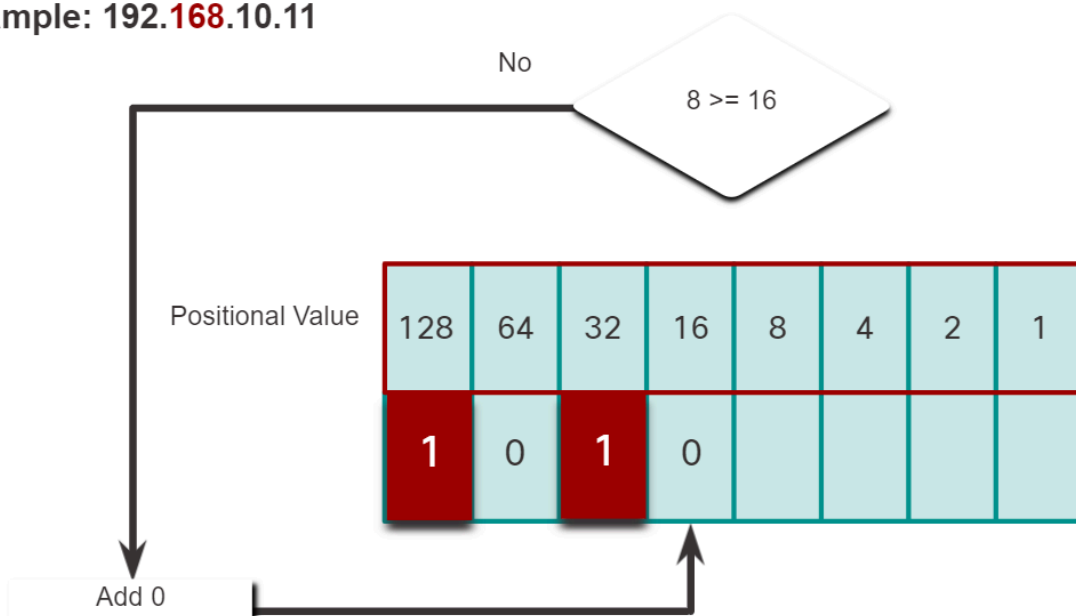 mple: 192.168.10.11
No
8 >= 16
Positional Value
128 64 32 16 8 4 2 1
1 0 1 0
Add 0